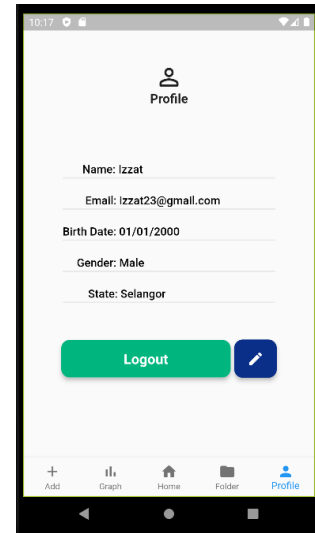 10:17
Profile
Name: Izzat
Email: Izzat23@gmail.com
Birth Date: 01/01/2000
Gender: Male
State: Selangor
Logout
Add Graph Home Folder Profile